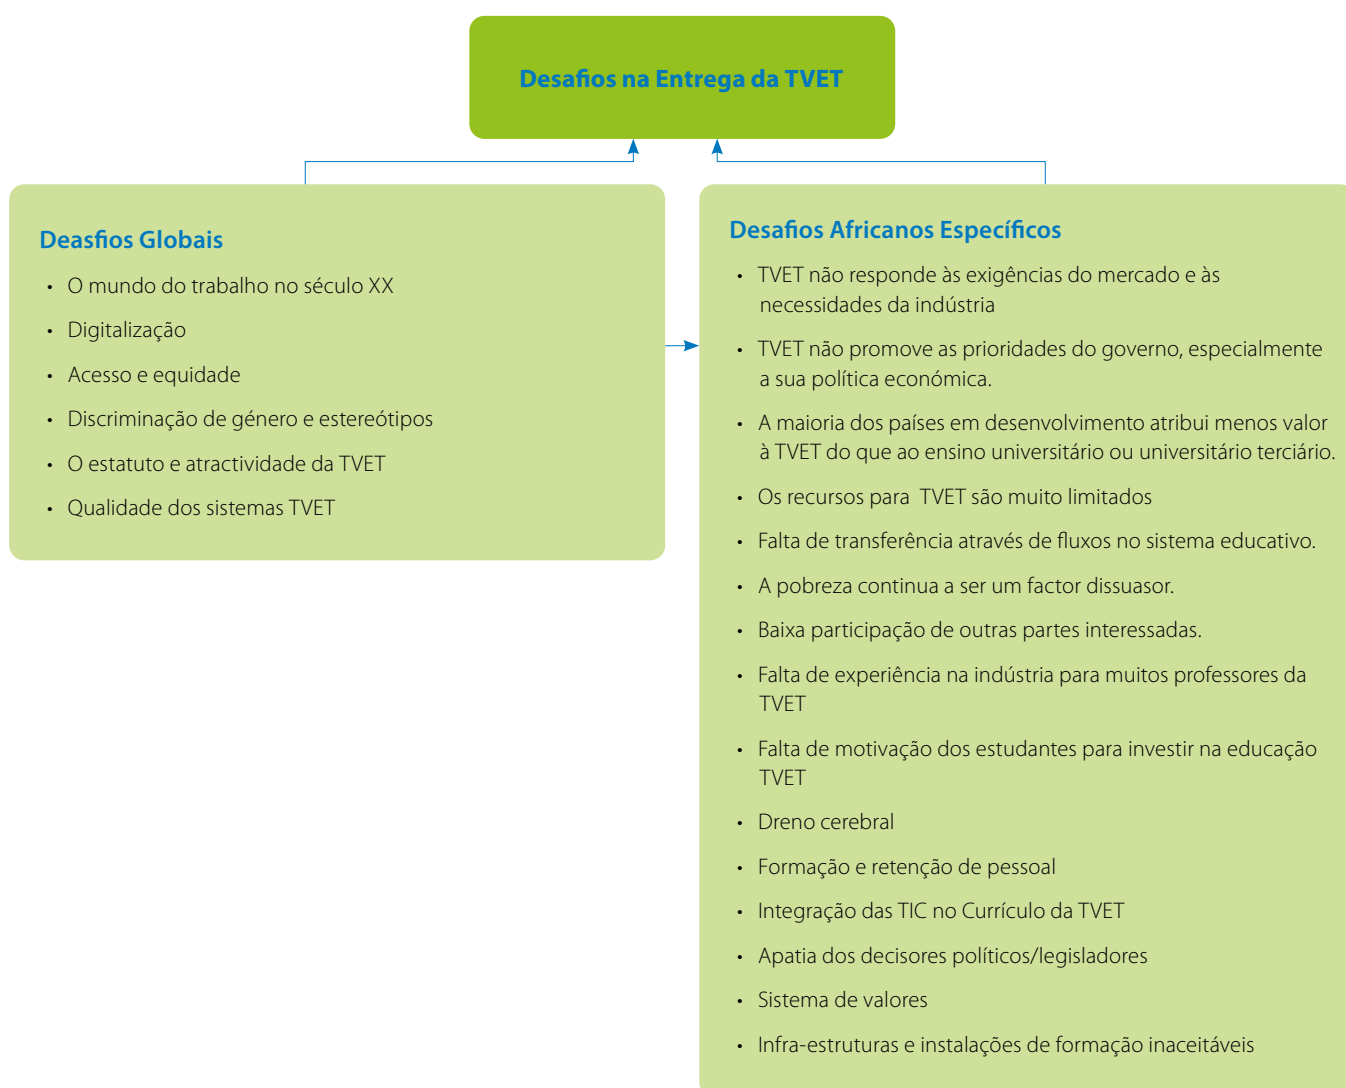 Desafios na Entrega da TVET
Deasfios Globais
• O mundo do trabalho no século XX
• Digitalização
• Acesso e equidade
• Discriminação de género e estereótipos
• O estatuto e atractividade da TVET
• Qualidade dos sistemas TVET
Desafios Africanos Específicos
• TVET não responde às exigências do mercado e às
necessidades da indústria
• TVET não promove as prioridades do governo, especialmente
a sua política económica.
• A maioria dos países em desenvolvimento atribui menos valor
à TVET do que ao ensino universitário ou universitário terciário.
• Os recursos para TVET são muito limitados
• Falta de transferência através de fluxos no sistema educativo.
• A pobreza continua a ser um factor dissuasor.
• Baixa participação de outras partes interessadas.
• Falta de experiência na indústria para muitos professores da
TVET
• Falta de motivação dos estudantes para investir na educação
TVET
• Dreno cerebral
• Formação e retenção de pessoal
• Integração das TIC no Currículo da TVET
• Apatia dos decisores políticos/legisladores
• Sistema de valores
• Infra-estruturas e instalações de formação inaceitáveis